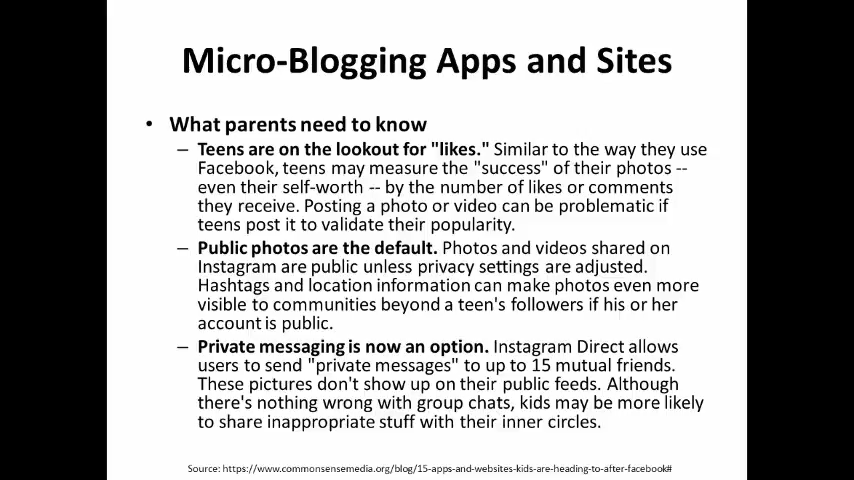 Micro-Blogging Apps and Sites
• What parents need to know
– Teens are on the lookout for "likes." Similar to the way they use
Facebook, teens may measure the "success" of their photos --
even their self-worth -- by the number of likes or comments
they receive. Posting a photo or video can be problematic if
teens post it to validate their popularity.
– Public photos are the default. Photos and videos shared on
Instagram are public unless privacy settings are adjusted.
Hashtags and location information can make photos even more
visible to communities beyond a teen's followers if his or her
account is public.
– Private messaging is now an option. Instagram Direct allows
users to send "private messages" to up to 15 mutual friends.
These pictures don't show up on their public feeds. Although
there's nothing wrong with group chats, kids may be more likely
to share inappropriate stuff with their inner circles.
Source: https://www.commonsensemedia.org/blog/15-apps-and-websites-kids-are-heading-to-after-facebook#